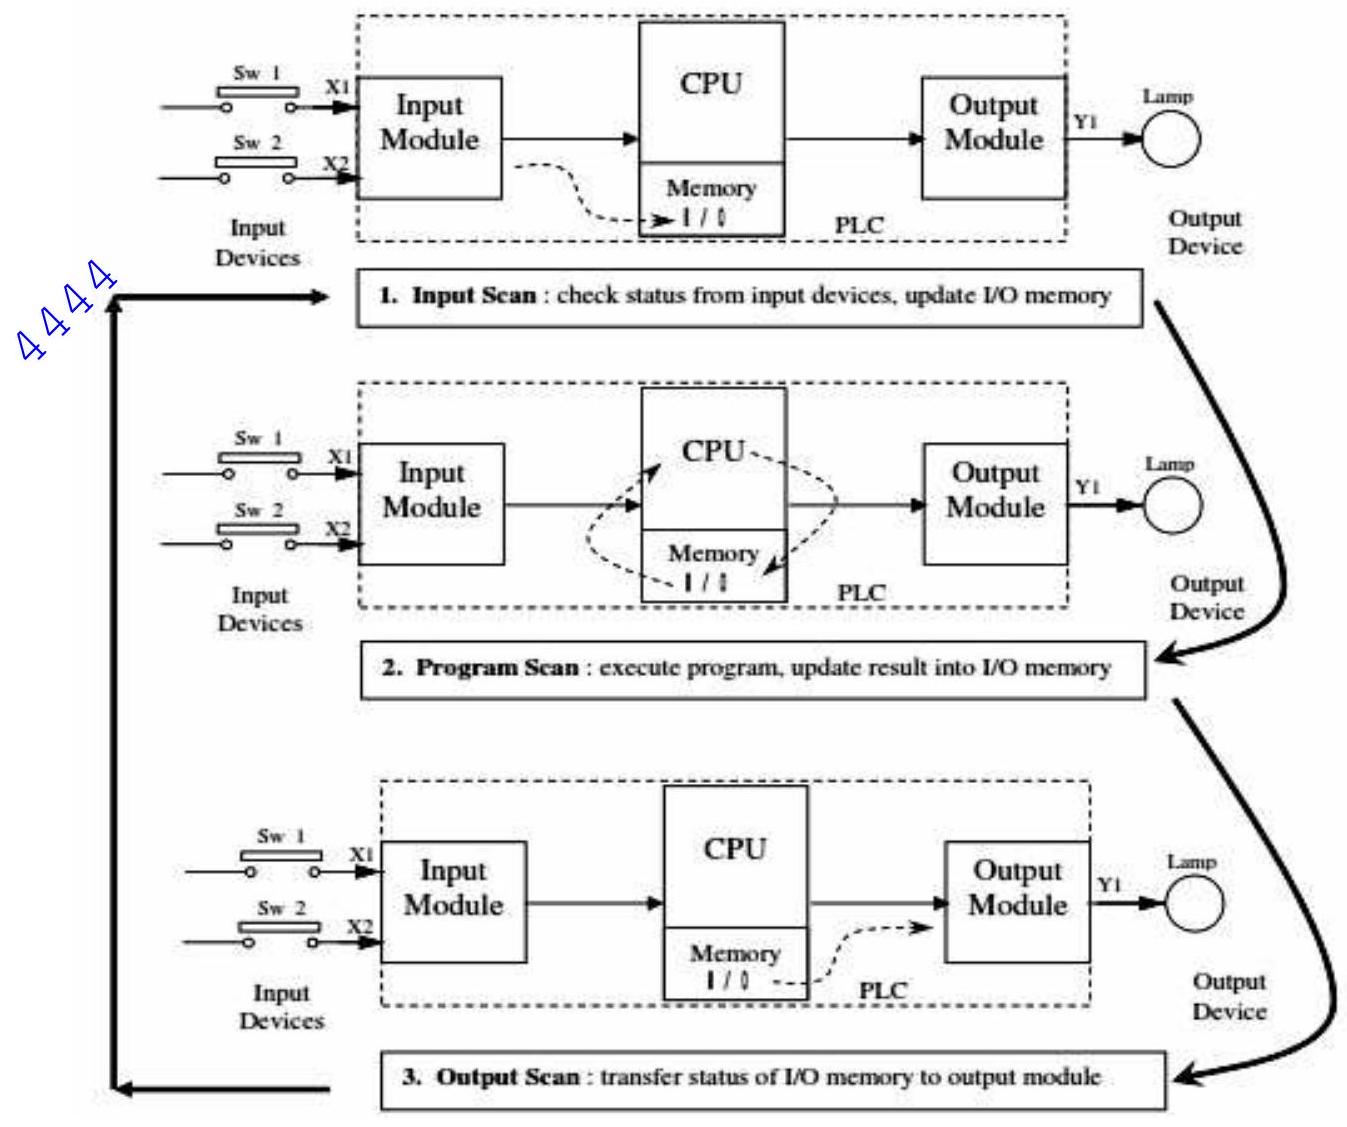 Sw 1
X1
Sw 2
X2
Input
Devices
Input
Module
CPU
Memory
I / O
PLC
Output
Module
Y1
Lamp
Output
Device
4444
1. Input Scan : check status from input devices, update I/O memory
Sw 1
X1
Sw 2
X2
Input
Devices
Input
Module
CPU
Memory
I / O
PLC
Output
Module
Y1
Lamp
Output
Device
2. Program Scan : execute program, update result into I/O memory
Sw 1
X1
Sw 2
X2
Input
Devices
Input
Module
CPU
Memory
I / O
PLC
Output
Module
Y1
Lamp
Output
Device
3. Output Scan : transfer status of I/O memory to output module